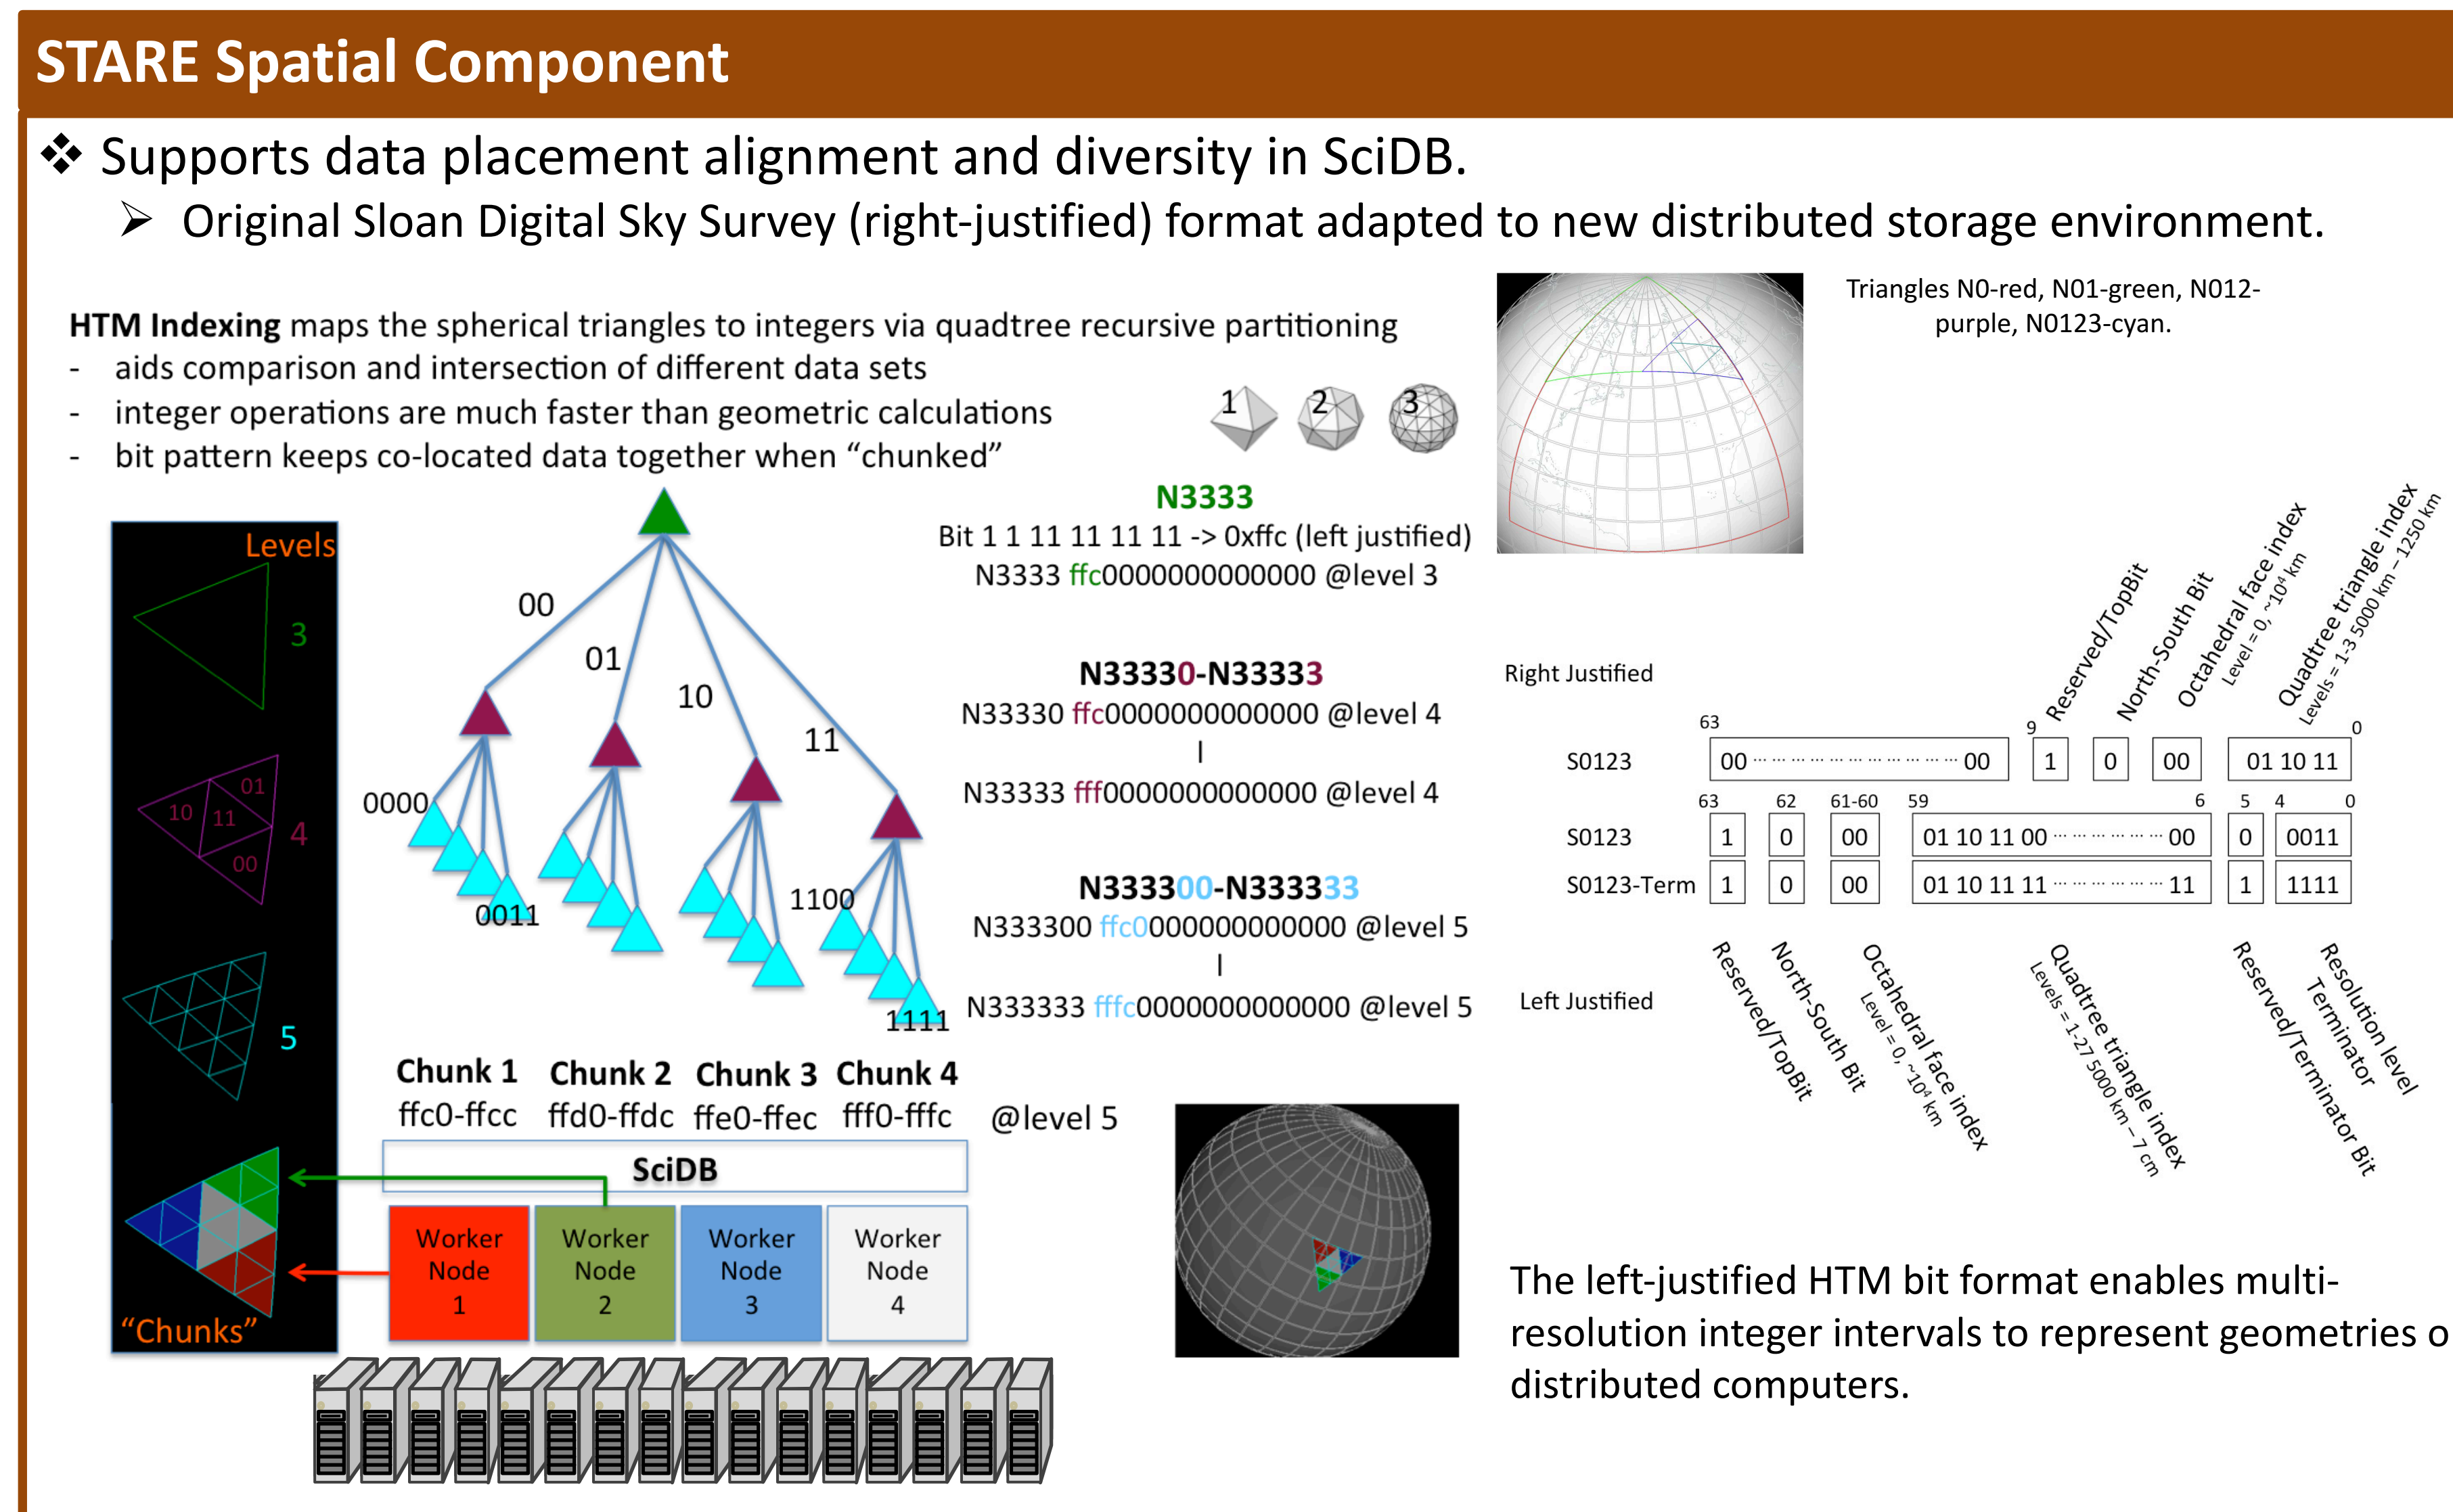 STARE Spatial Component
❖ Supports data placement alignment and diversity in SciDB.
➢ Original Sloan Digital Sky Survey (right-justified) format adapted to new distributed storage environment.
HTM Indexing maps the spherical triangles to integers via quadtree recursive partitioning
- aids comparison and intersection of different data sets
- integer operations are much faster than geometric calculations
- bit pattern keeps co-located data together when “chunked”
1 2 3
Triangles N0-red, N01-green, N012-
purple, N0123-cyan.
Levels
3
01
10 11
00
4
5
“Chunks”
00
01
10
11
0000
0011
1100
1111
N3333
Bit 1 1 11 11 11 11 -> 0xffc (left justified)
N3333 ffc0000000000000 @level 3
N33330-N33333
N33330 ffc0000000000000 @level 4
|
N33333 fff0000000000000 @level 4
N333300-N333333
N333300 ffc0000000000000 @level 5
|
N333333 fffc0000000000000 @level 5
Chunk 1 Chunk 2 Chunk 3 Chunk 4
ffc0-ffcc ffd0-ffdc ffe0-ffec fff0-fffc @level 5
SciDB
Worker Node 1
Worker Node 2
Worker Node 3
Worker Node 4
Right Justified
Reserved/TopBit
North-South Bit
Octahedral face index
Level = 0, ~10⁴ km
Quadtree triangle index
Levels = 1-3 5000 km – 1250 km
63 9 0
S0123 00 ... ... ... ... ... ... ... ... ... ... ... 00 1 0 00 01 10 11
63 62 61-60 59 6 5 4 0
S0123 1 0 00 01 10 11 00 ... ... ... ... ... ... 00 0 0011
S0123-Term 1 0 00 01 10 11 11 ... ... ... ... ... ... 11 1 1111
Left Justified
Reserved/TopBit
North-South Bit
Octahedral face index
Level = 0, ~10⁴ km
Quadtree triangle index
Levels = 1-27 5000 km – 7 cm
Reserved/Terminator Bit
Resolution level
Terminator
The left-justified HTM bit format enables multi-
resolution integer intervals to represent geometries o
distributed computers.